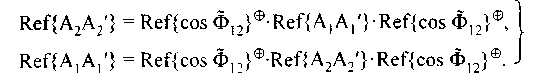 Ref{A₂A₂′} = Ref{cos Φ̃₁₂}^⊕·Ref{A₁A₁′}·Ref{cos Φ̃₁₂}^⊕,
Ref{A₁A₁′} = Ref{cos Φ̃₁₂}^⊕·Ref{A₂A₂′}·Ref{cos Φ̃₁₂}^⊕. }